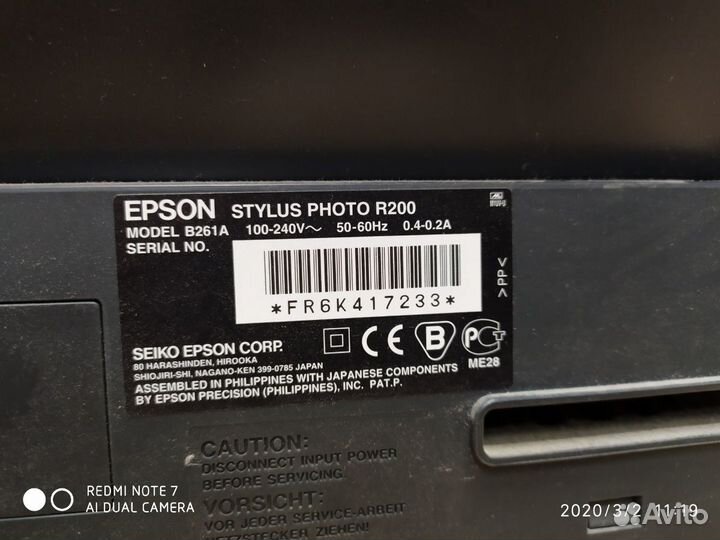 EPSON STYLUS PHOTO R200
MODEL B261A 100-240V~ 50-60Hz 0.4-0.2A
SERIAL NO.
*FR6K417233*
>PP<
SEIKO EPSON CORP.
80 HARASHINDEN, HIROOKA
SHIOJIRI-SHI, NAGANO-KEN 399-0785 JAPAN
CE B PCT
ME28
ASSEMBLED IN PHILIPPINES WITH JAPANESE COMPONENTS
BY EPSON PRECISION (PHILIPPINES), INC. PAT.P.
CAUTION:
DISCONNECT INPUT POWER
BEFORE SERVICING.
VORSICHT:
VOR JEDER SERVICE-ARBEIT
NETZSTECKER ZIEHEN!
REDMI NOTE 7
AI DUAL CAMERA
2020/3/2 11:19
Avito